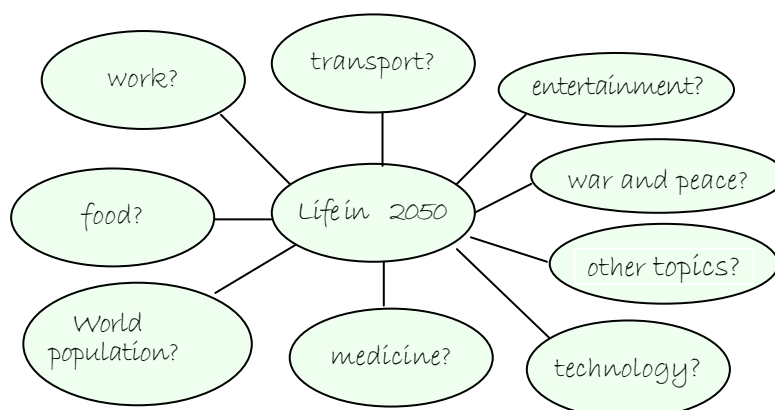 transport?
work?
entertainment?
war and peace?
Life in 2050
food?
other topics?
World
population?
medicine?
technology?